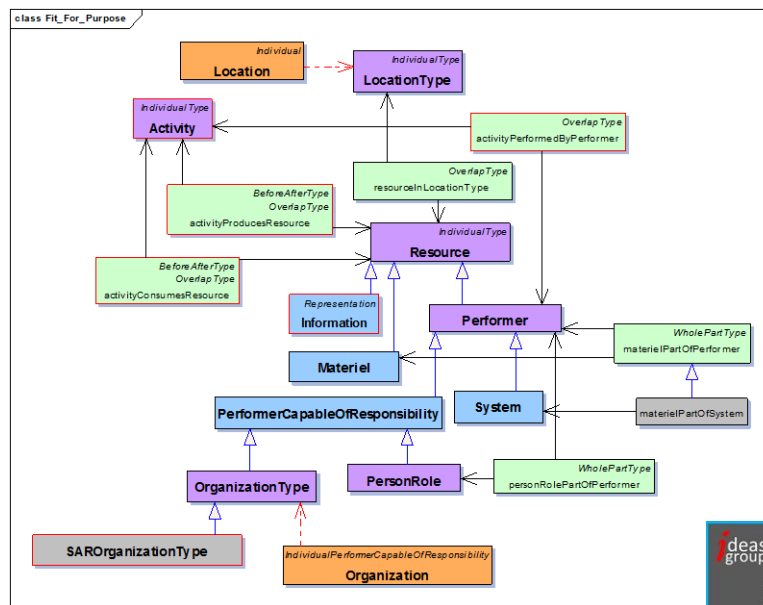 class Fit_For_Purpose
Individual
Location
IndividualType
LocationType
IndividualType
Activity
OverlapType
activityPerformedByPerformer
OverlapType
resourceInLocationType
BeforeAfterType
OverlapType
activityProducesResource
IndividualType
Resource
BeforeAfterType
OverlapType
activityConsumesResource
Representation
Information
Performer
WholePartType
materielPartOfPerformer
Materiel
PerformerCapableOfResponsibility
System
materielPartOfSystem
OrganizationType
PersonRole
WholePartType
personRolePartOfPerformer
SAROrganizationType
IndividualPerformerCapableOfResponsibility
Organization
ideas
group